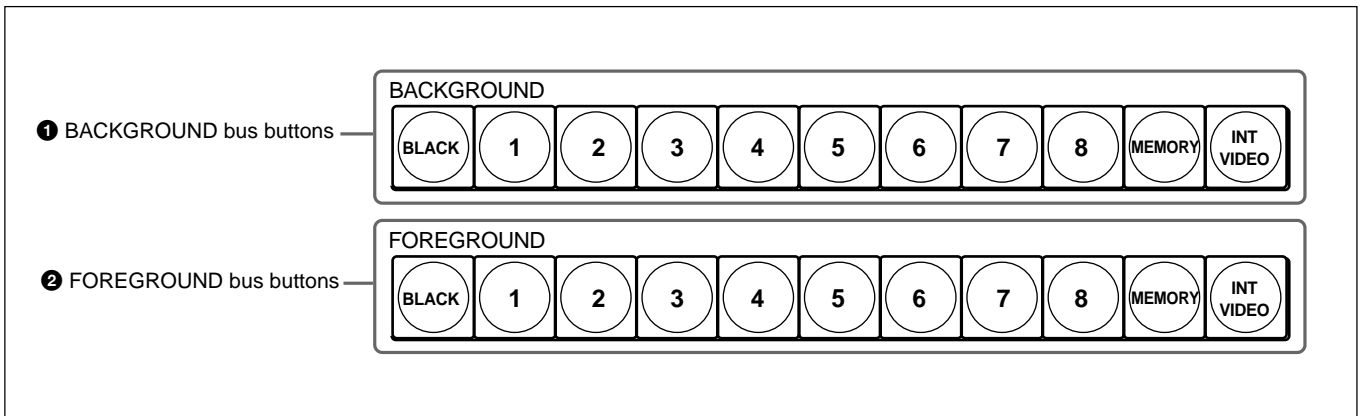 BACKGROUND
❶ BACKGROUND bus buttons
BLACK 1 2 3 4 5 6 7 8 MEMORY INT VIDEO
FOREGROUND
❷ FOREGROUND bus buttons
BLACK 1 2 3 4 5 6 7 8 MEMORY INT VIDEO